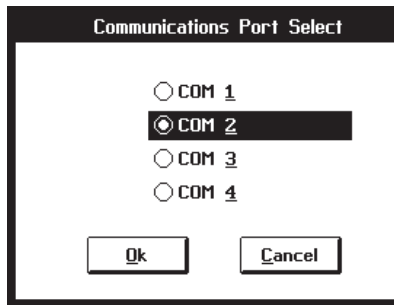 Communications Port Select
COM 1
COM 2
COM 3
COM 4
Ok Cancel